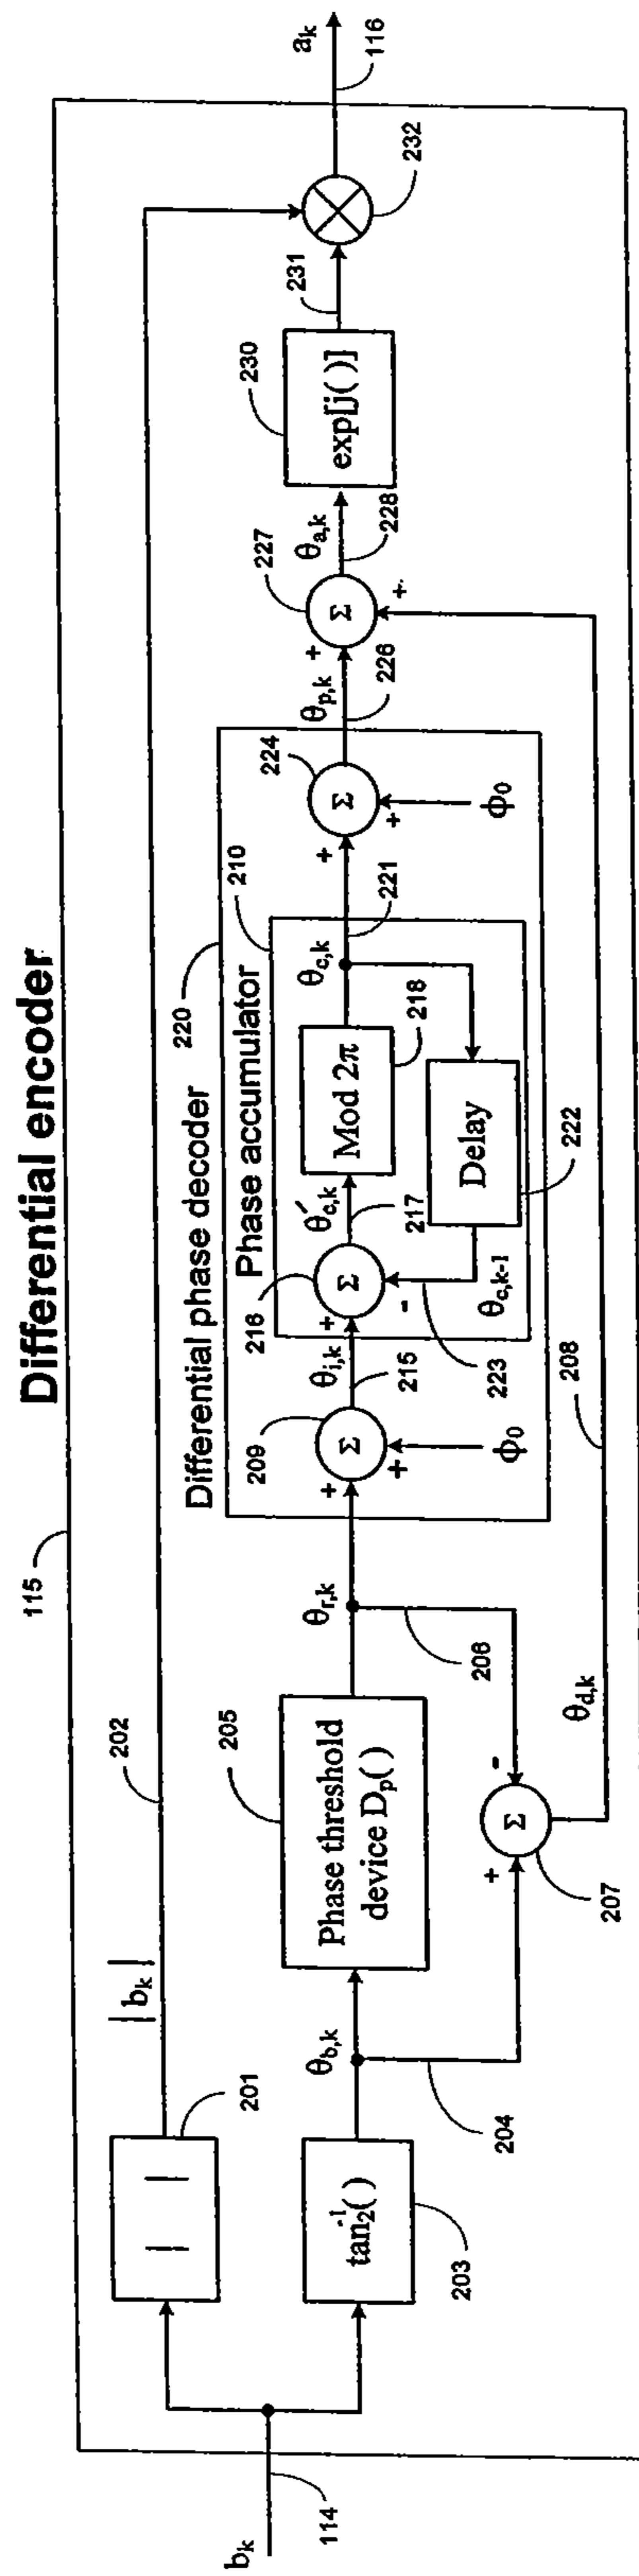 Differential encoder
115
b_k
114
| |
201
| b_k |
202
tan₂⁻¹( )
203
θ_b,k
204
Phase threshold
device D_p( )
205
θ_r,k
206
+
-
Σ
207
θ_d,k
208
Differential phase decoder
220
+
+
Σ
209
Φ₀
θ_i,k
215
Phase accumulator
210
+
-
Σ
216
θ'_c,k
217
Mod 2π
218
θ_c,k
221
Delay
222
θ_c,k-1
223
+
+
Σ
224
Φ₀
θ_p,k
226
+
+
Σ
227
θ_a,k
228
exp[j( )]
230
231
232
a_k
116